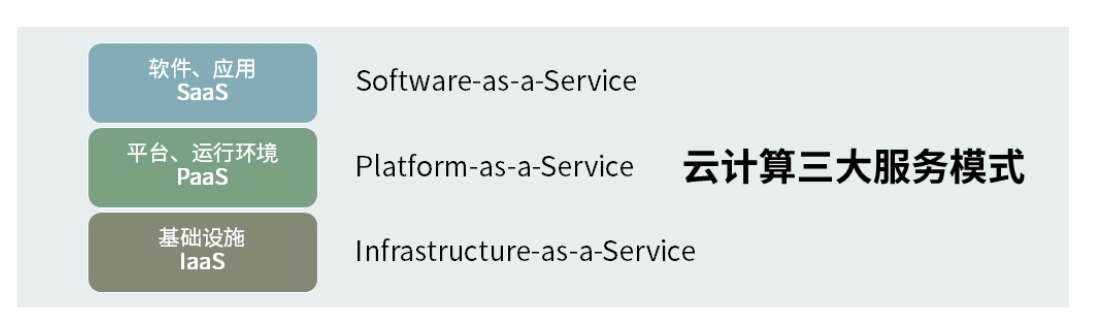 软件、应用
SaaS
Software-as-a-Service
平台、运行环境
PaaS
Platform-as-a-Service
云计算三大服务模式
基础设施
IaaS
Infrastructure-as-a-Service